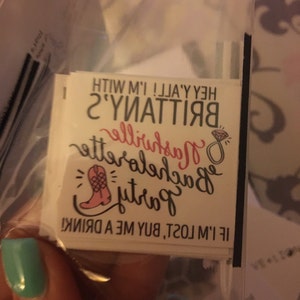 HEY Y'ALL! I'M WITH
BRITTANY'S
Nashville
Bachelorette
Party
IF I'M LOST, BUY ME A DRINK!